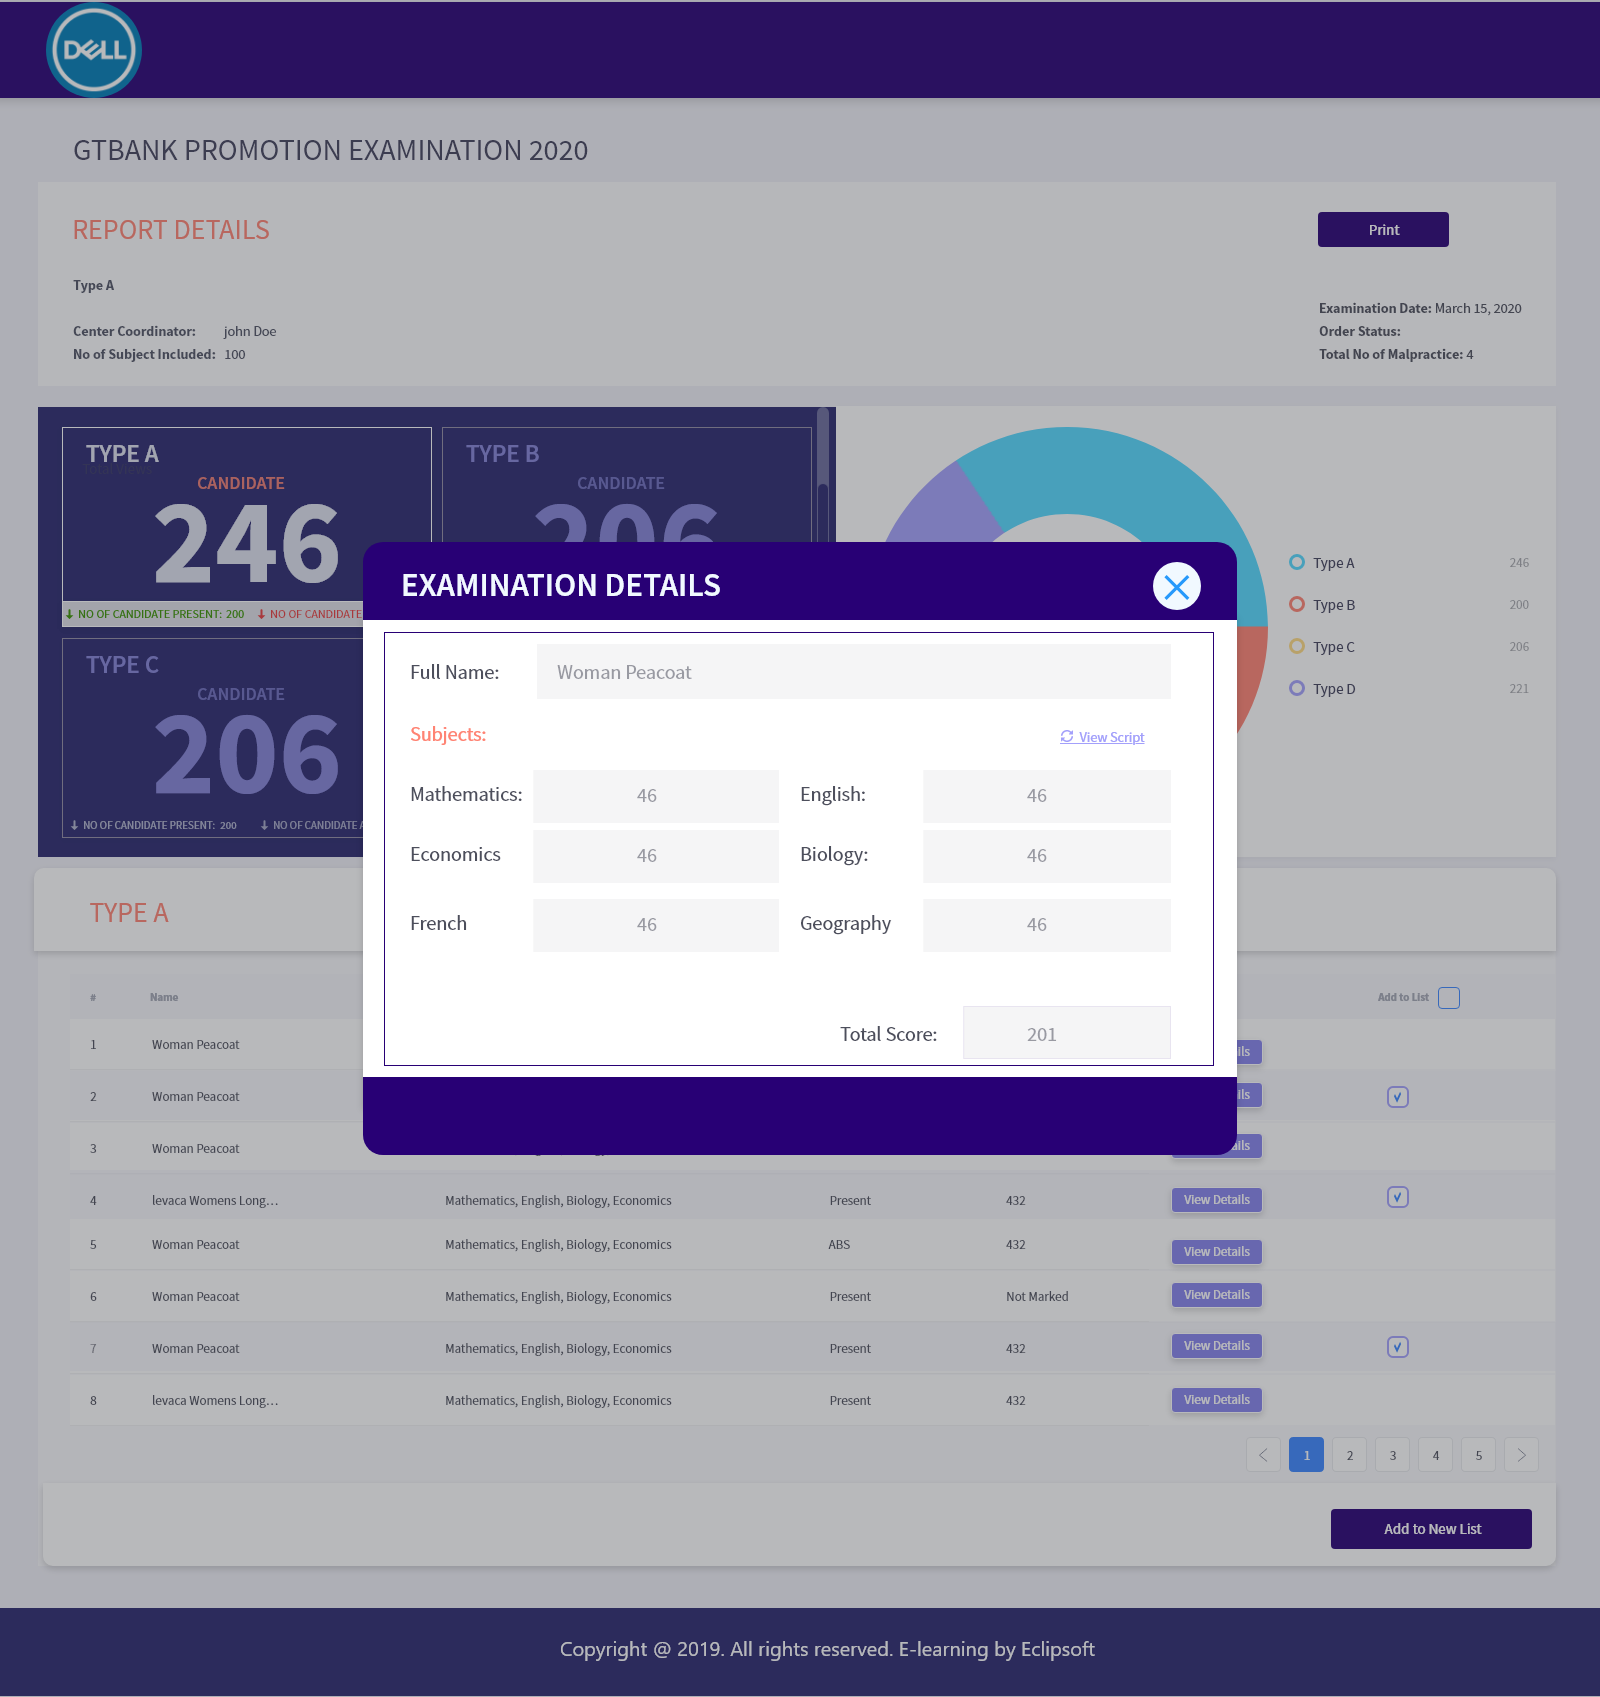 DELL
GTBANK PROMOTION EXAMINATION 2020
REPORT DETAILS
Print
Type A
Examination Date: March 15, 2020
Center Coordinator: john Doe
Order Status:
No of Subject Included: 100
Total No of Malpractice: 4
TYPE A
Total Views
CANDIDATE
246
NO OF CANDIDATE PRESENT: 200
NO OF CANDIDATE
TYPE B
CANDIDATE
206
TYPE C
CANDIDATE
206
NO OF CANDIDATE PRESENT: 200
NO OF CANDIDATE
Type A 246
Type B 200
Type C 206
Type D 221
EXAMINATION DETAILS
Full Name: Woman Peacoat
Subjects:
View Script
Mathematics: 46 English: 46
Economics 46 Biology: 46
French 46 Geography 46
Total Score: 201
TYPE A
# Name Add to List
1 Woman Peacoat
2 Woman Peacoat
3 Woman Peacoat
4 levaca Womens Long... Mathematics, English, Biology, Economics Present 432 View Details
5 Woman Peacoat Mathematics, English, Biology, Economics ABS 432 View Details
6 Woman Peacoat Mathematics, English, Biology, Economics Present Not Marked View Details
7 Woman Peacoat Mathematics, English, Biology, Economics Present 432 View Details
8 levaca Womens Long... Mathematics, English, Biology, Economics Present 432 View Details
1 2 3 4 5
Add to New List
Copyright @ 2019. All rights reserved. E-learning by Eclipsoft